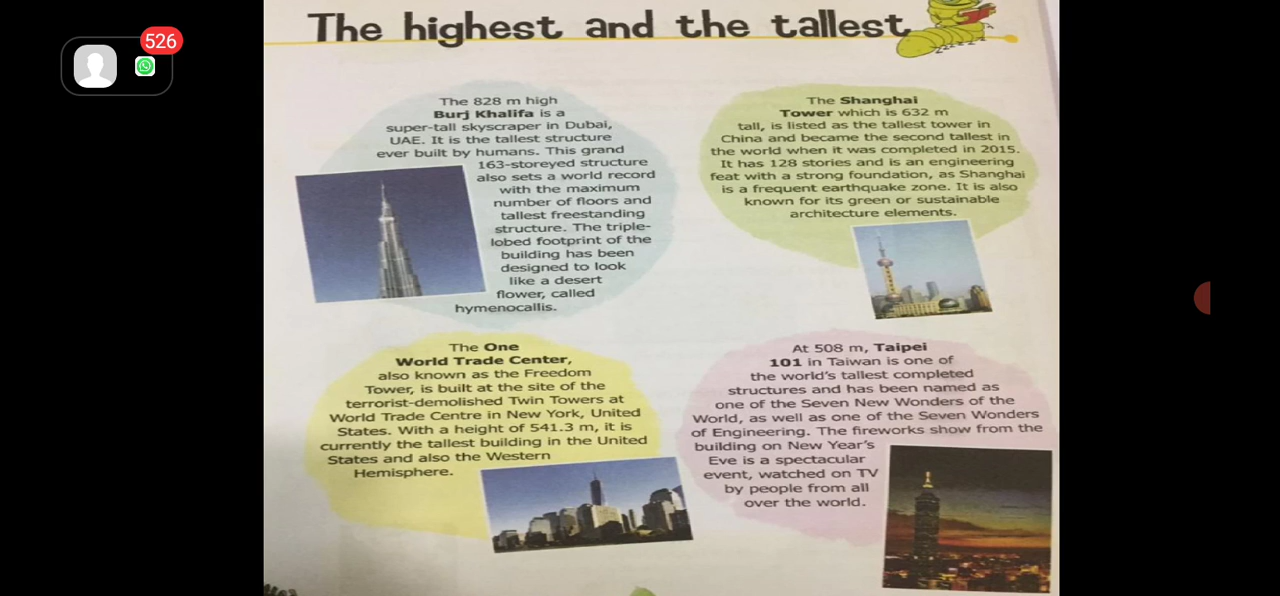 526
The highest and the tallest
The 828 m high
Burj Khalifa is a
super-tall skyscraper in Dubai,
UAE. It is the tallest structure
ever built by humans. This grand
163-storeyed structure
also sets a world record
with the maximum
number of floors and
tallest freestanding
structure. The triple-
lobed footprint of the
building has been
designed to look
like a desert
flower, called
hymenocallis.
The Shanghai
Tower which is 632 m
tall, is listed as the tallest tower in
China and became the second tallest in
the world when it was completed in 2015.
It has 128 stories and is an engineering
feat with a strong foundation, as Shanghai
is a frequent earthquake zone. It is also
known for its green or sustainable
architecture elements.
The One
World Trade Center,
also known as the Freedom
Tower, is built at the site of the
terrorist-demolished Twin Towers at
World Trade Centre in New York, United
States. With a height of 541.3 m, it is
currently the tallest building in the United
States and also the Western
Hemisphere.
At 508 m, Taipei
101 in Taiwan is one of
the world's tallest completed
structures and has been named as
one of the Seven New Wonders of the
World, as well as one of the Seven Wonders
of Engineering. The fireworks show from the
building on New Year's
Eve is a spectacular
event, watched on TV
by people from all
over the world.